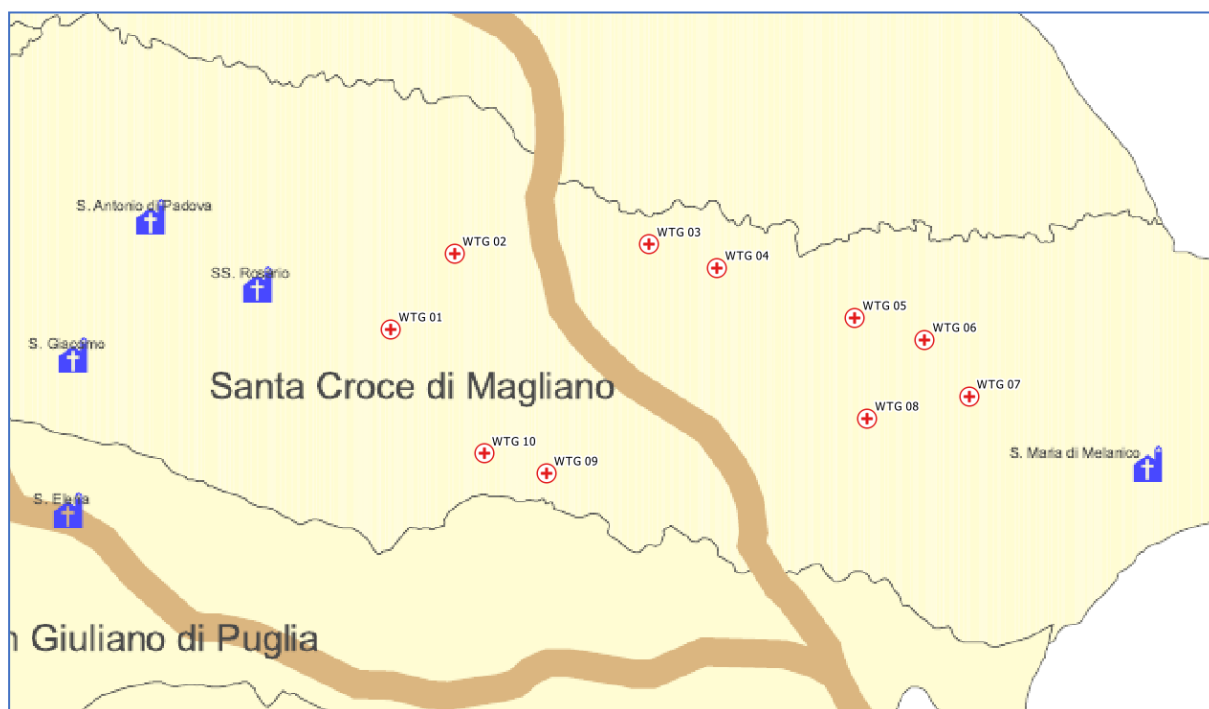 S. Antonio di Padova
WTG 02
WTG 03
WTG 04
SS. Rosario
WTG 01
WTG 05
WTG 06
S. Giacomo
Santa Croce di Magliano
WTG 07
WTG 08
WTG 10
S. Maria di Melanico
WTG 09
S. Elena
n Giuliano di Puglia